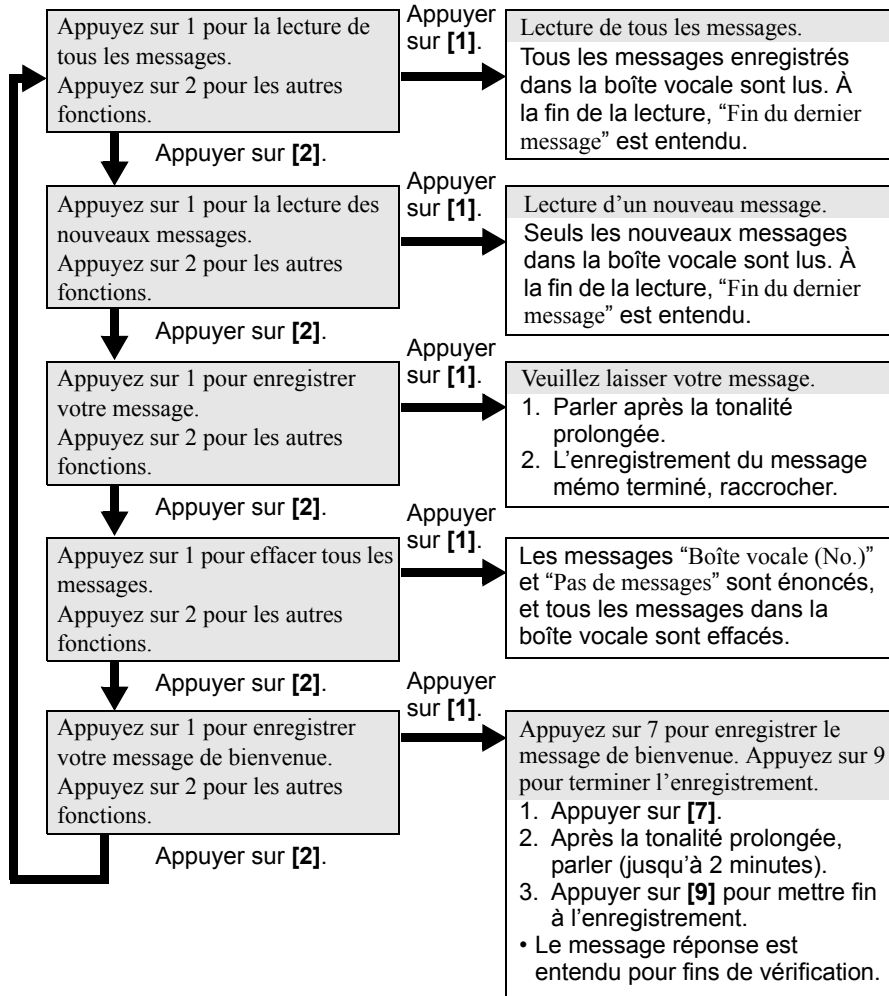 Appuyez sur 1 pour la lecture de
tous les messages.
Appuyez sur 2 pour les autres
fonctions.
Appuyer
sur [1].
Lecture de tous les messages.
Tous les messages enregistrés
dans la boîte vocale sont lus. À
la fin de la lecture, “Fin du dernier
message” est entendu.
Appuyer sur [2].
Appuyez sur 1 pour la lecture des
nouveaux messages.
Appuyez sur 2 pour les autres
fonctions.
Appuyer
sur [1].
Lecture d’un nouveau message.
Seuls les nouveaux messages
dans la boîte vocale sont lus. À
la fin de la lecture, “Fin du dernier
message” est entendu.
Appuyer sur [2].
Appuyez sur 1 pour enregistrer
votre message.
Appuyez sur 2 pour les autres
fonctions.
Appuyer
sur [1].
Veuillez laisser votre message.
1. Parler après la tonalité
prolongée.
2. L’enregistrement du message
mémo terminé, raccrocher.
Appuyer sur [2].
Appuyez sur 1 pour effacer tous les
messages.
Appuyez sur 2 pour les autres
fonctions.
Appuyer
sur [1].
Les messages “Boîte vocale (No.)”
et “Pas de messages” sont énoncés,
et tous les messages dans la
boîte vocale sont effacés.
Appuyer sur [2].
Appuyez sur 1 pour enregistrer
votre message de bienvenue.
Appuyez sur 2 pour les autres
fonctions.
Appuyer
sur [1].
Appuyez sur 7 pour enregistrer le
message de bienvenue. Appuyez sur 9
pour terminer l’enregistrement.
1. Appuyer sur [7].
2. Après la tonalité prolongée,
parler (jusqu’à 2 minutes).
3. Appuyer sur [9] pour mettre fin
à l’enregistrement.
• Le message réponse est
entendu pour fins de vérification.
Appuyer sur [2].